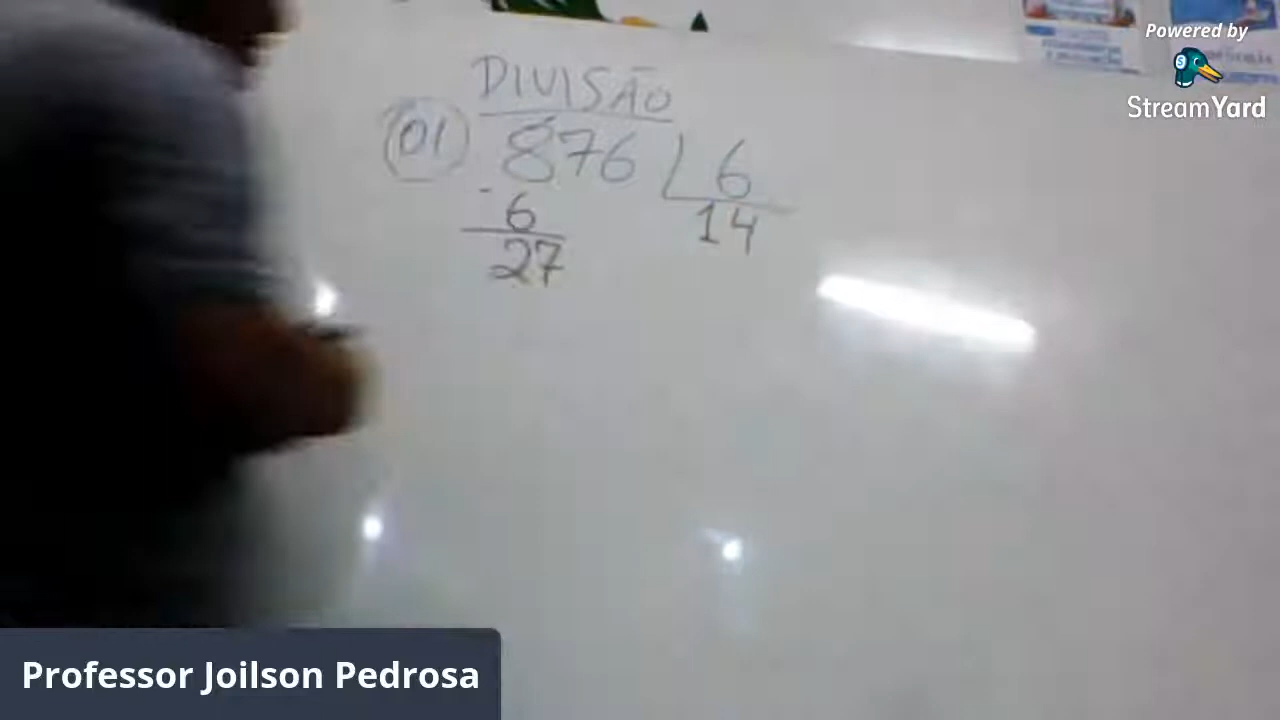 Powered by
StreamYard
DIVISÃO
01 876 6
- 6 14
27
Professor Joilson Pedrosa